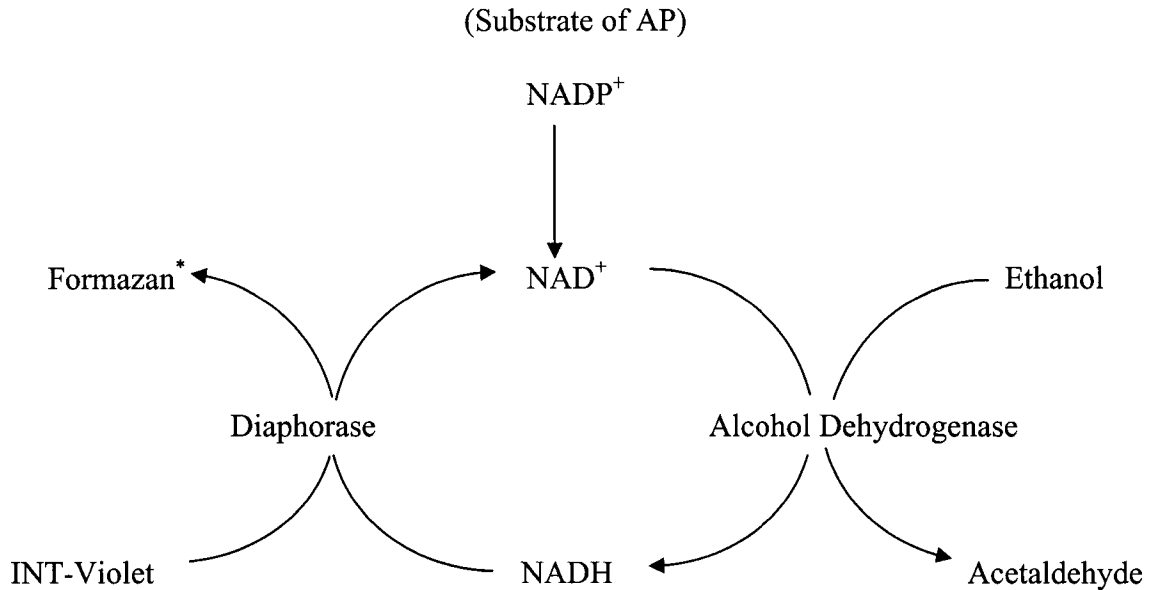 (Substrate of AP)
NADP⁺
Formazan*
NAD⁺
Ethanol
Diaphorase
Alcohol Dehydrogenase
INT-Violet
NADH
Acetaldehyde